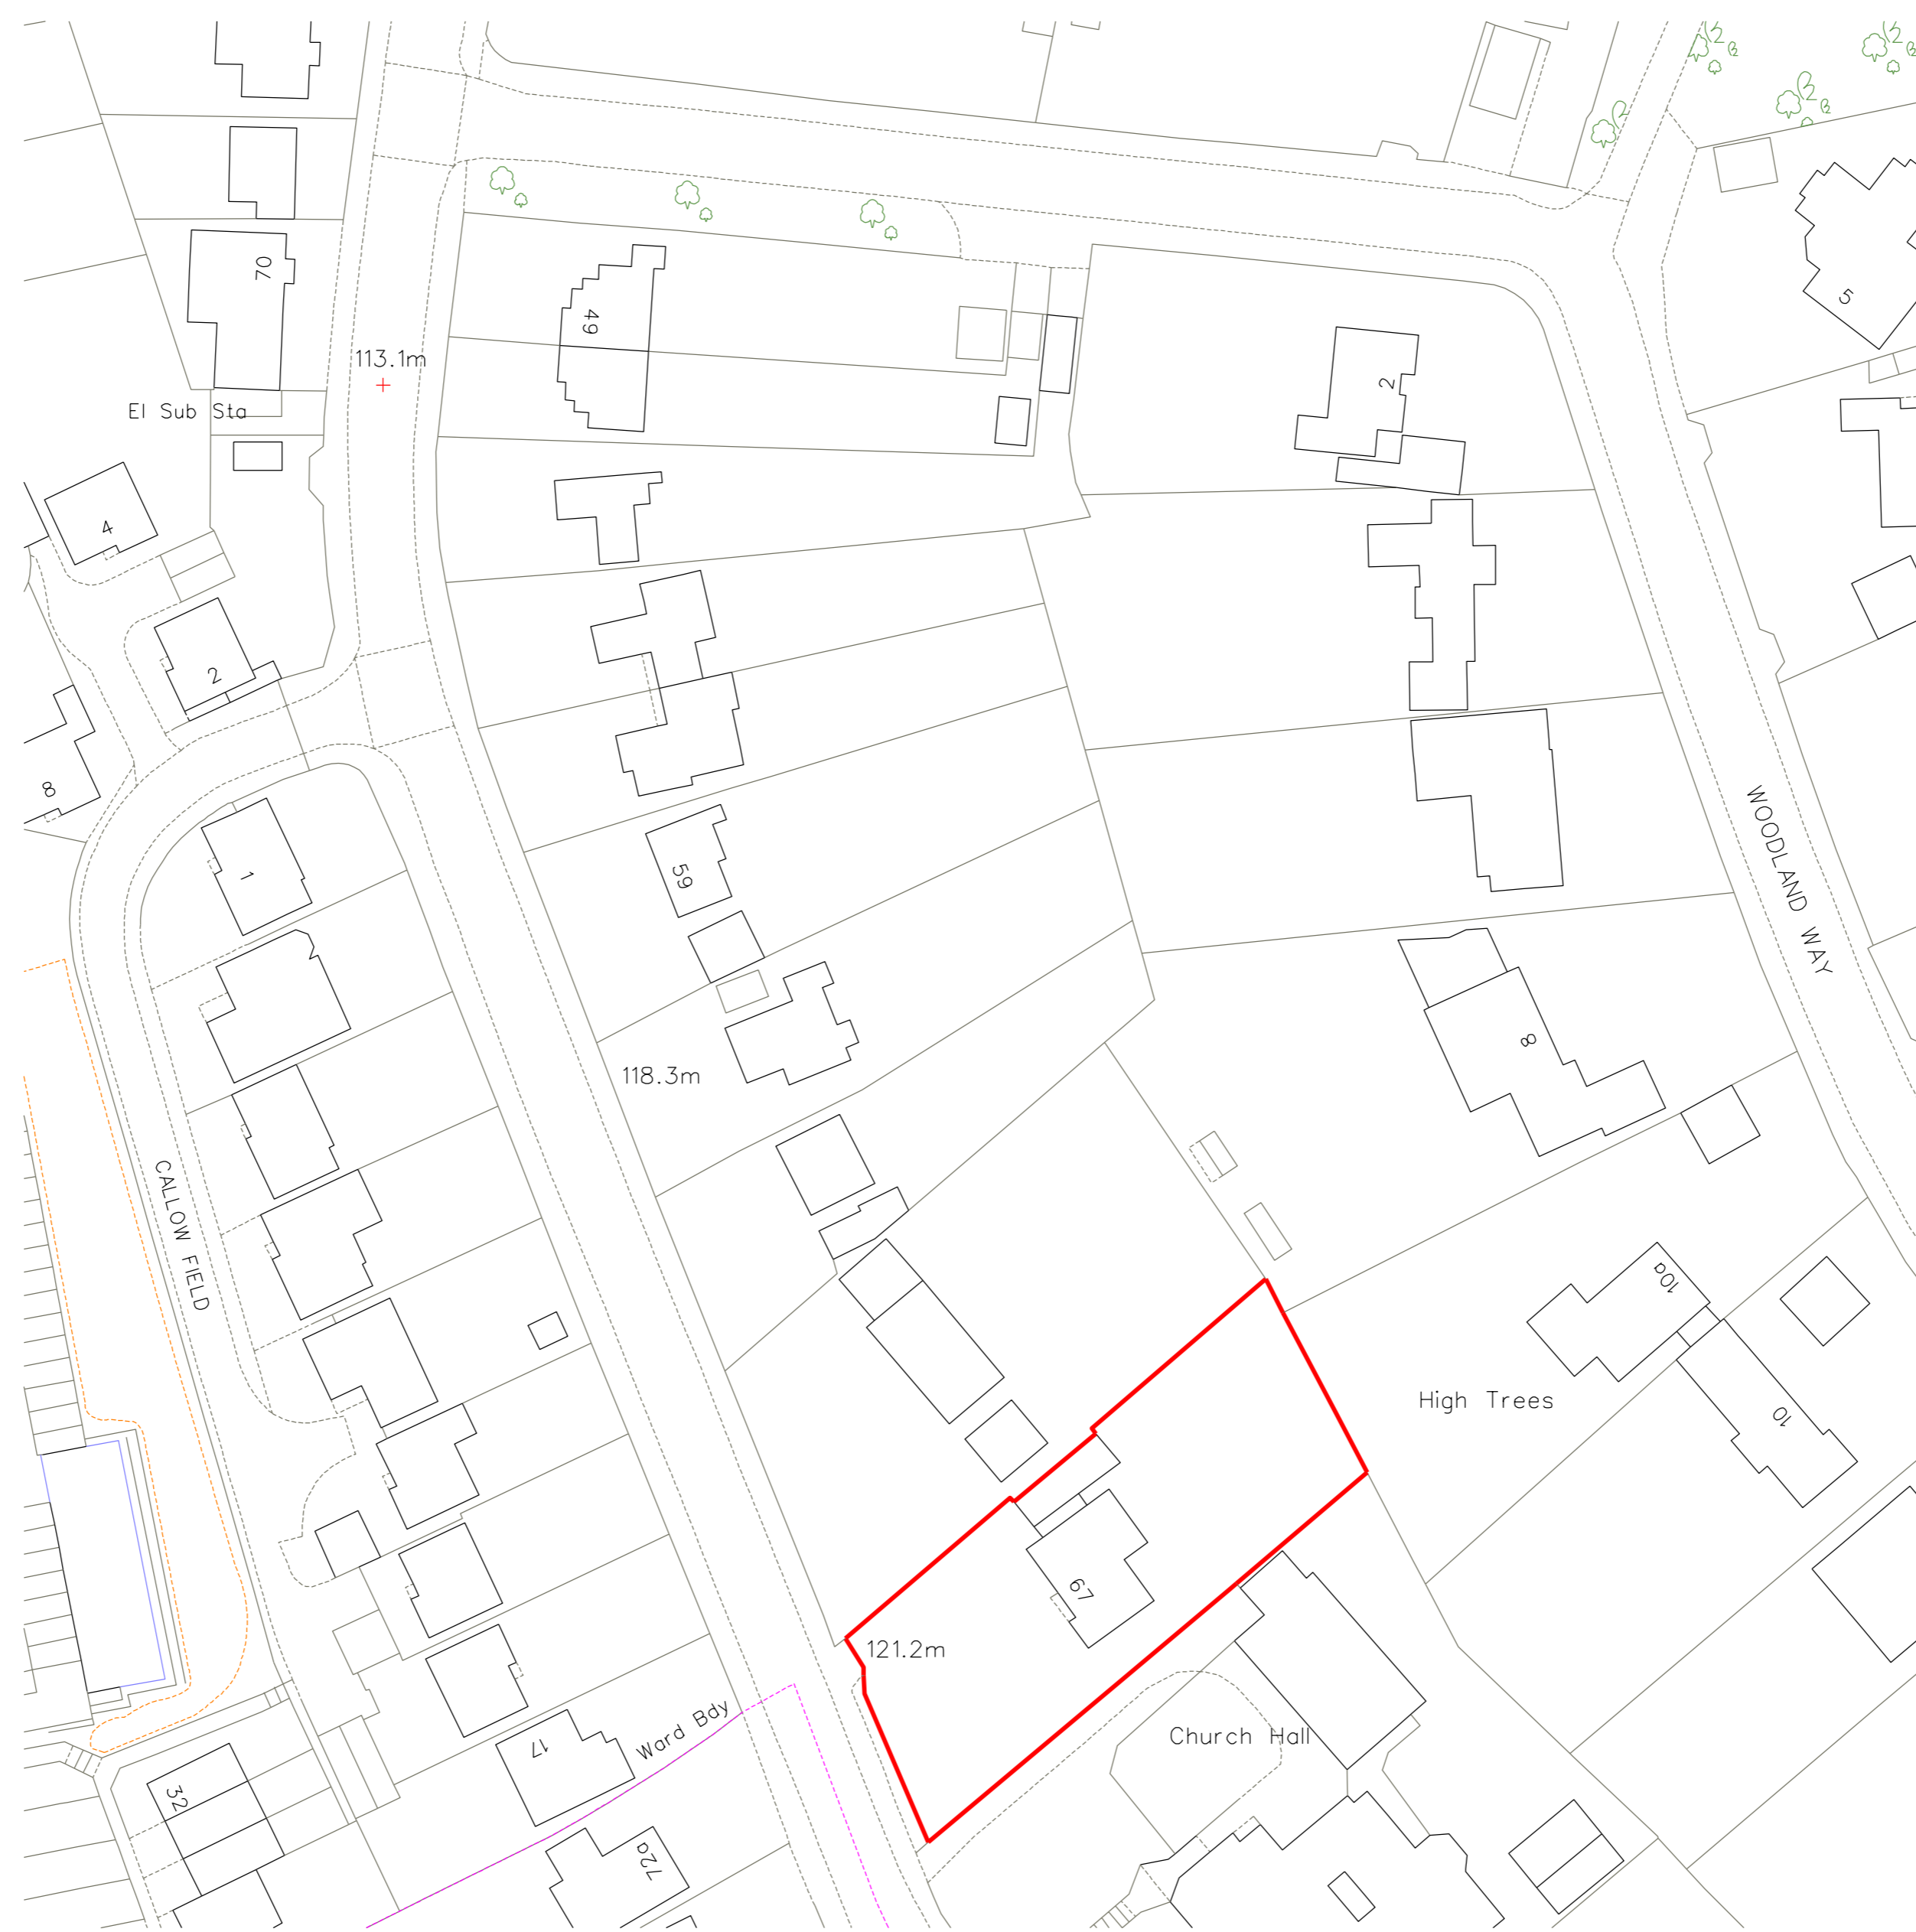 70
49
5
113.1m
2
El Sub Sta
4
2
8
1
59
WOODLAND WAY
118.3m
8
CALLOW FIELD
10a
High Trees
10
67
121.2m
Ward Bdy
Church Hall
17
32
72a